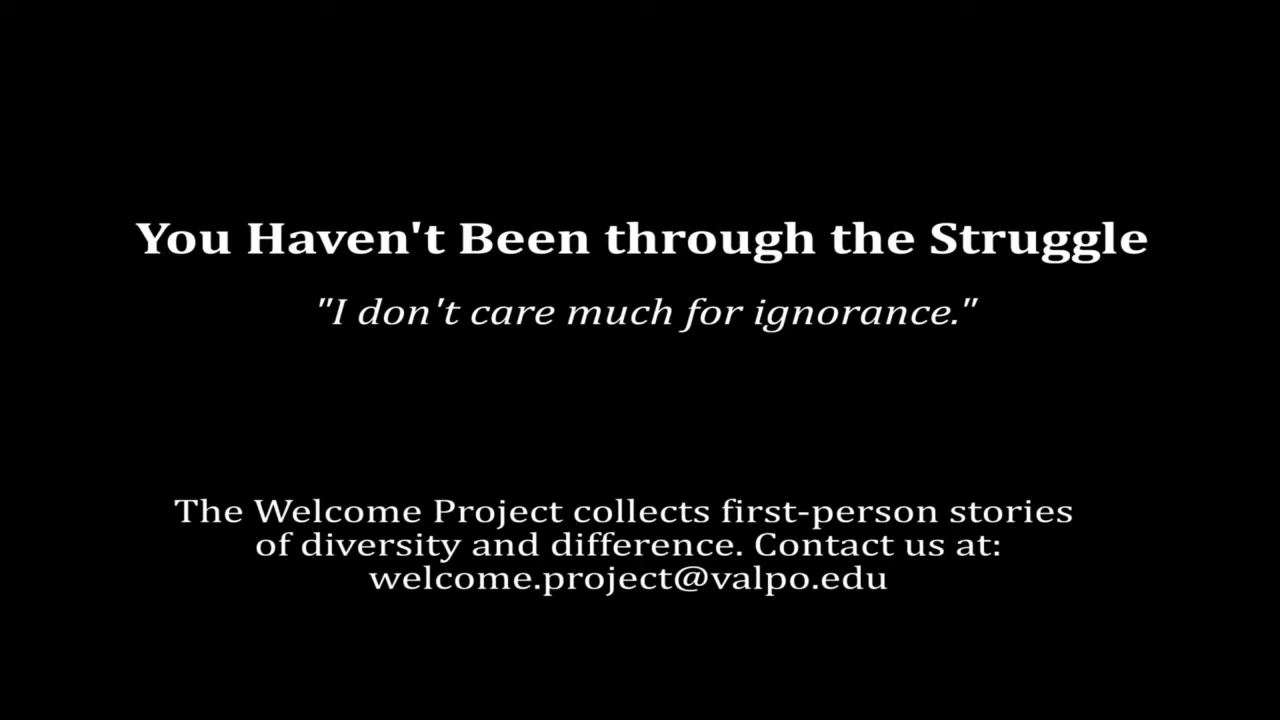 You Haven't Been through the Struggle
"I don't care much for ignorance."
The Welcome Project collects first-person stories
of diversity and difference. Contact us at:
welcome.project@valpo.edu